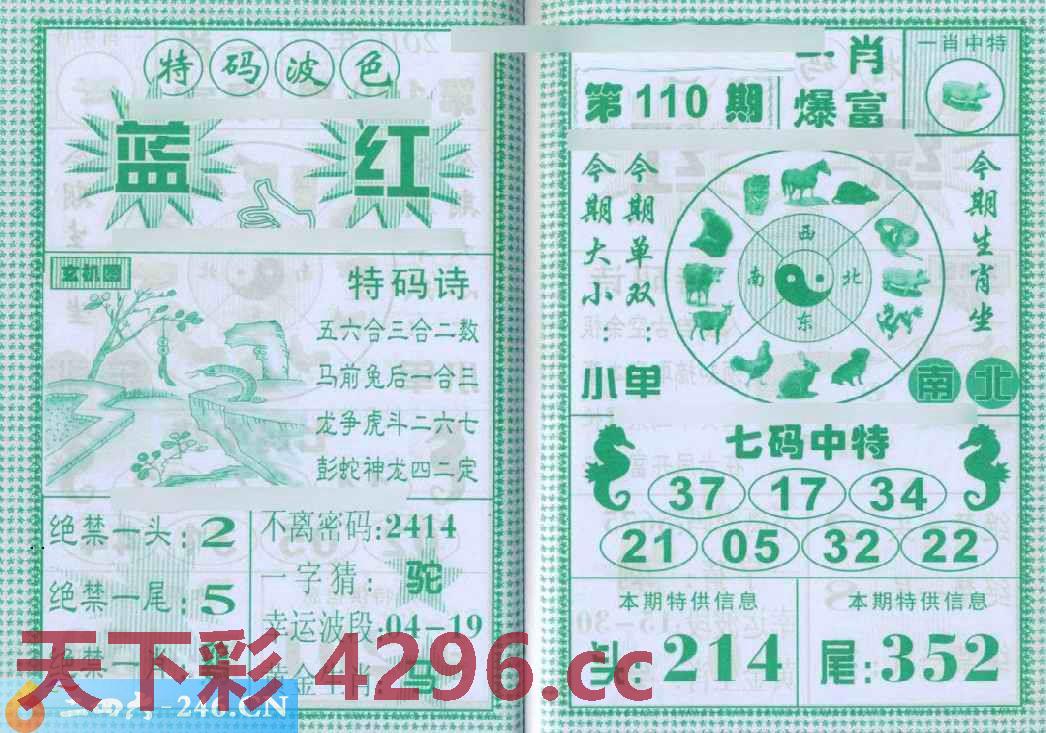 特码波色
蓝 红
玄机图
特码诗
五六合三合二数
马前兔后一合三
龙争虎斗二六七
彭蛇神龙四二定
绝禁一头:2
绝禁一尾:5
不离密码:2414
一字猜:驼
幸运波段:04-19
第110期
一肖
爆富
一肖中特
今期大小:小
今期单双:单
今期生肖坐
南北
西
南 北
东
七码中特
37 17 34
21 05 32 22
本期特供信息
头:214
本期特供信息
尾:352
天下彩 4296.cc
二四六-246.CN